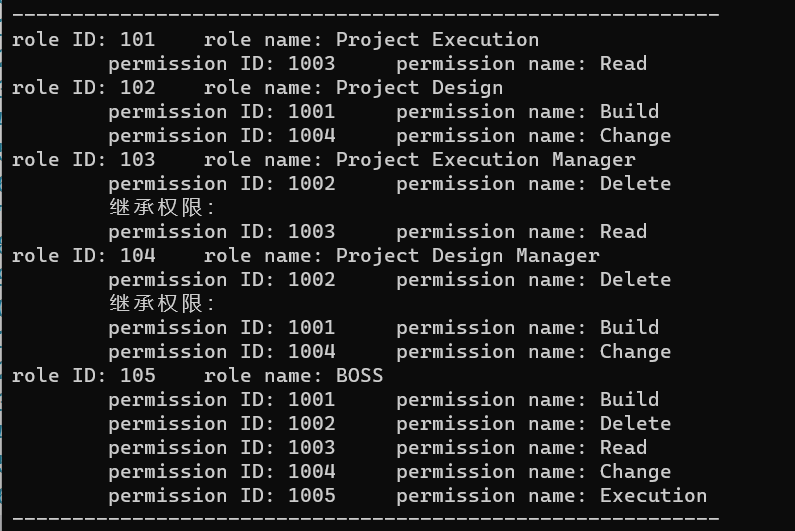 ------------------------------------------------------------
role ID: 101    role name: Project Execution
        permission ID: 1003     permission name: Read
role ID: 102    role name: Project Design
        permission ID: 1001     permission name: Build
        permission ID: 1004     permission name: Change
role ID: 103    role name: Project Execution Manager
        permission ID: 1002     permission name: Delete
        继承权限:
        permission ID: 1003     permission name: Read
role ID: 104    role name: Project Design Manager
        permission ID: 1002     permission name: Delete
        继承权限:
        permission ID: 1001     permission name: Build
        permission ID: 1004     permission name: Change
role ID: 105    role name: BOSS
        permission ID: 1001     permission name: Build
        permission ID: 1002     permission name: Delete
        permission ID: 1003     permission name: Read
        permission ID: 1004     permission name: Change
        permission ID: 1005     permission name: Execution
------------------------------------------------------------